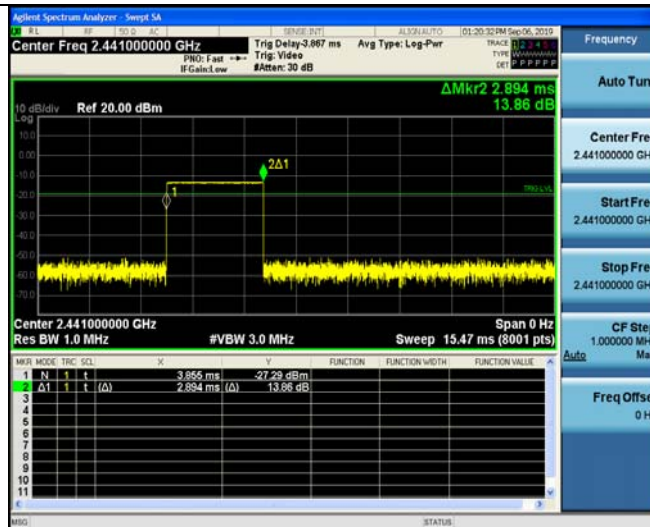 Agilent Spectrum Analyzer - Swept SA
RL RF 50 Ω AC SENSE:INT ALIGN AUTO 01:20:32 PM Sep 06, 2019
Center Freq 2.441000000 GHz
PNO: Fast
IFGain:Low
Trig Delay-3.867 ms
Trig: Video
#Atten: 30 dB
Avg Type: Log-Pwr
TRACE 1 2 3 4 5 6
TYPE
DET P P P P P P
ΔMkr2 2.894 ms
13.86 dB
10 dB/div Ref 20.00 dBm
Log
10.0
0.00
-10.0
-20.0
-30.0
-40.0
-50.0
-60.0
-70.0
2Δ1
1
TRIG LVL
Center 2.441000000 GHz Span 0 Hz
Res BW 1.0 MHz #VBW 3.0 MHz Sweep 15.47 ms (8001 pts)
MKR MODE TRC SCL X Y FUNCTION FUNCTION WIDTH FUNCTION VALUE
1 N 1 t 3.855 ms -27.29 dBm
2 Δ1 1 t (Δ) 2.894 ms (Δ) 13.86 dB
3
4
5
6
7
8
9
10
11
MSG STATUS
Frequency
Auto Tun
Center Fre
2.441000000 GH
Start Fre
2.441000000 GH
Stop Fre
2.441000000 GH
CF Ste
1.000000 MH
Auto Ma
Freq Offse
0 H